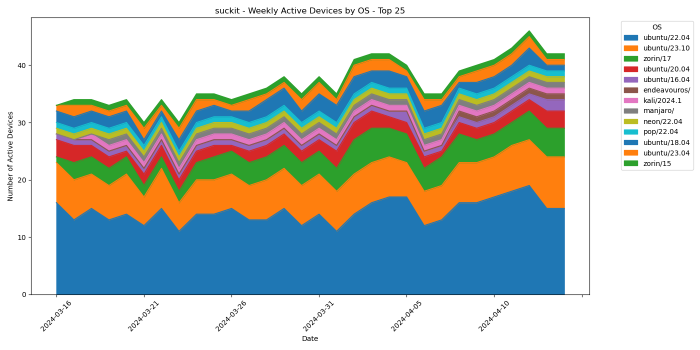 suckit - Weekly Active Devices by OS - Top 25
Number of Active Devices
40
30
20
10
0
2024-03-16
2024-03-21
2024-03-26
2024-03-31
2024-04-05
2024-04-10
Date
OS
ubuntu/22.04
ubuntu/23.10
zorin/17
ubuntu/20.04
ubuntu/16.04
endeavouros/
kali/2024.1
manjaro/
neon/22.04
pop/22.04
ubuntu/18.04
ubuntu/23.04
zorin/15